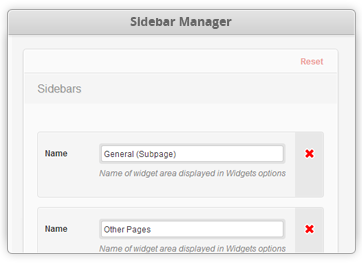 Sidebar Manager
Reset
Sidebars
Name
General (Subpage)
Name of widget area displayed in Widgets options
Name
Other Pages
Name of widget area displayed in Widgets options